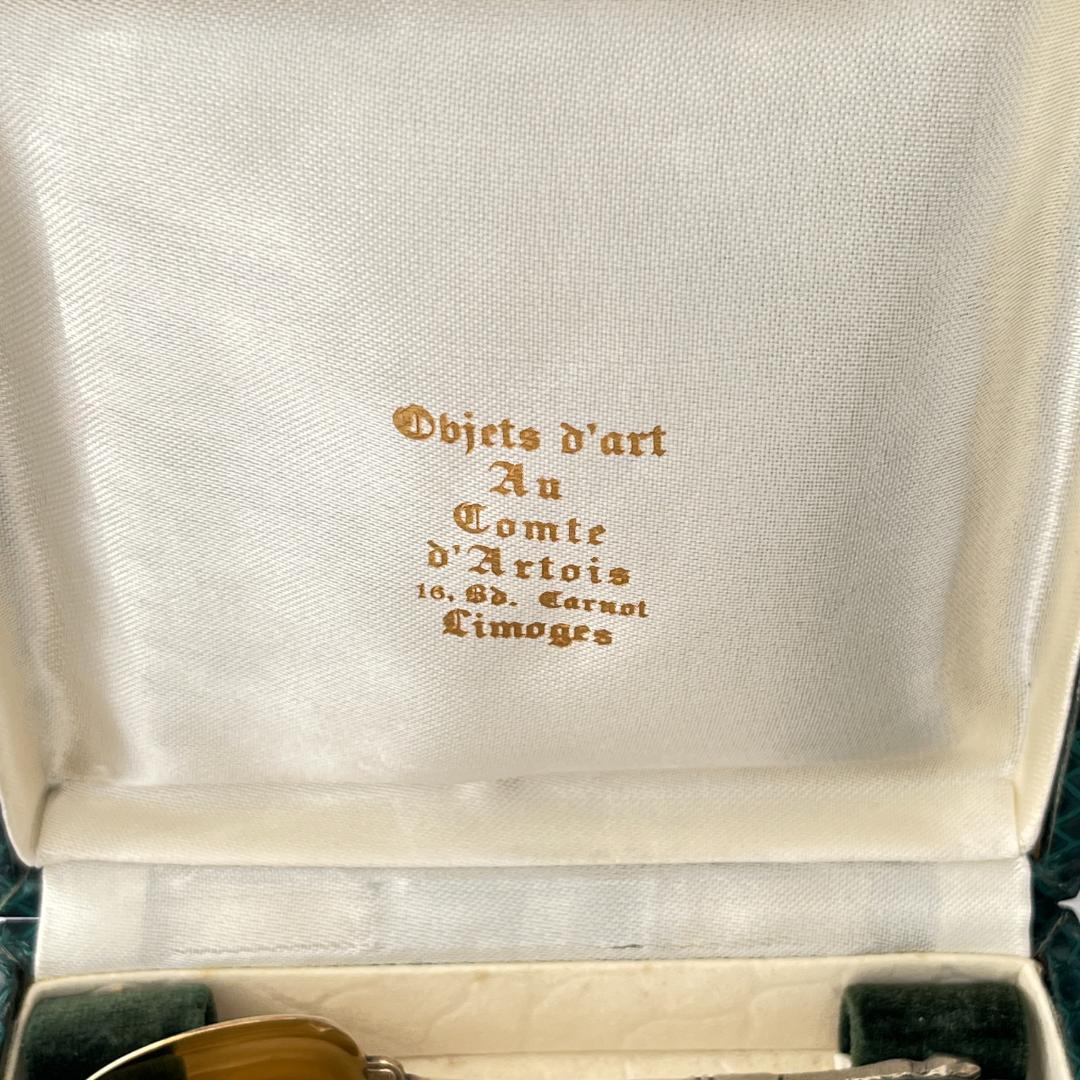 Objets d'art
Au
Comte
d'Artois
16, Bd. Carnot
Limoges